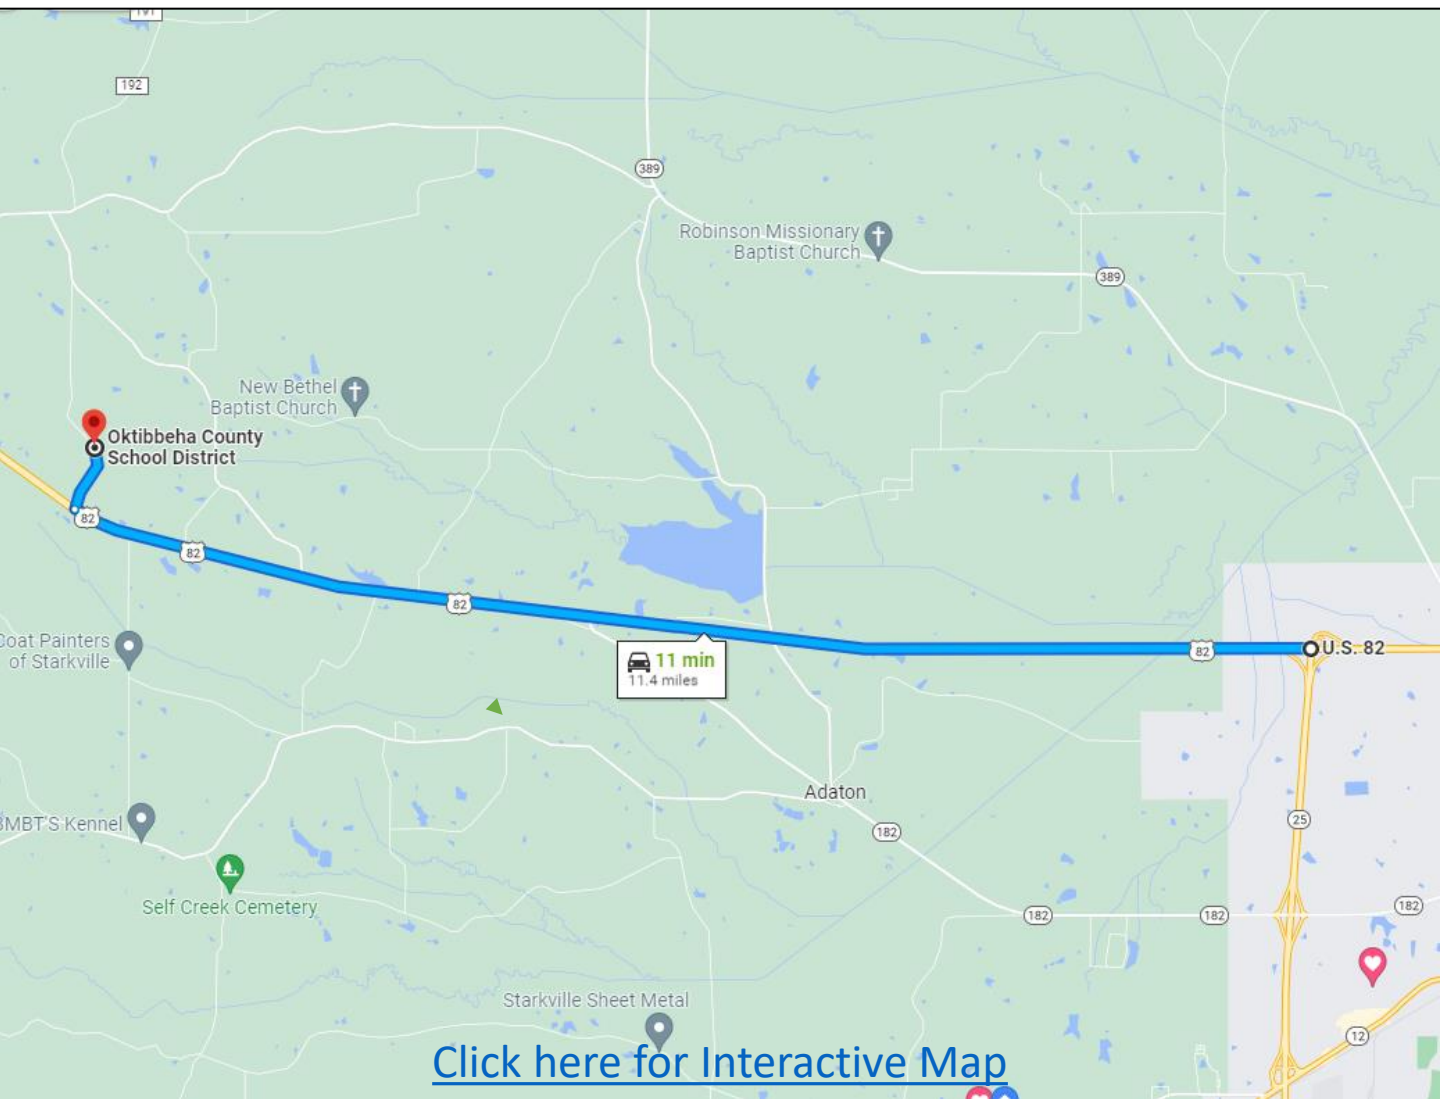 192
389
Robinson Missionary
Baptist Church
389
New Bethel
Baptist Church
Oktibbeha County
School District
82
82
82
Coat Painters
of Starkville
11 min
11.4 miles
82
U.S. 82
Adaton
25
182
BMBT'S Kennel
Self Creek Cemetery
182
182
182
Starkville Sheet Metal
12
Click here for Interactive Map